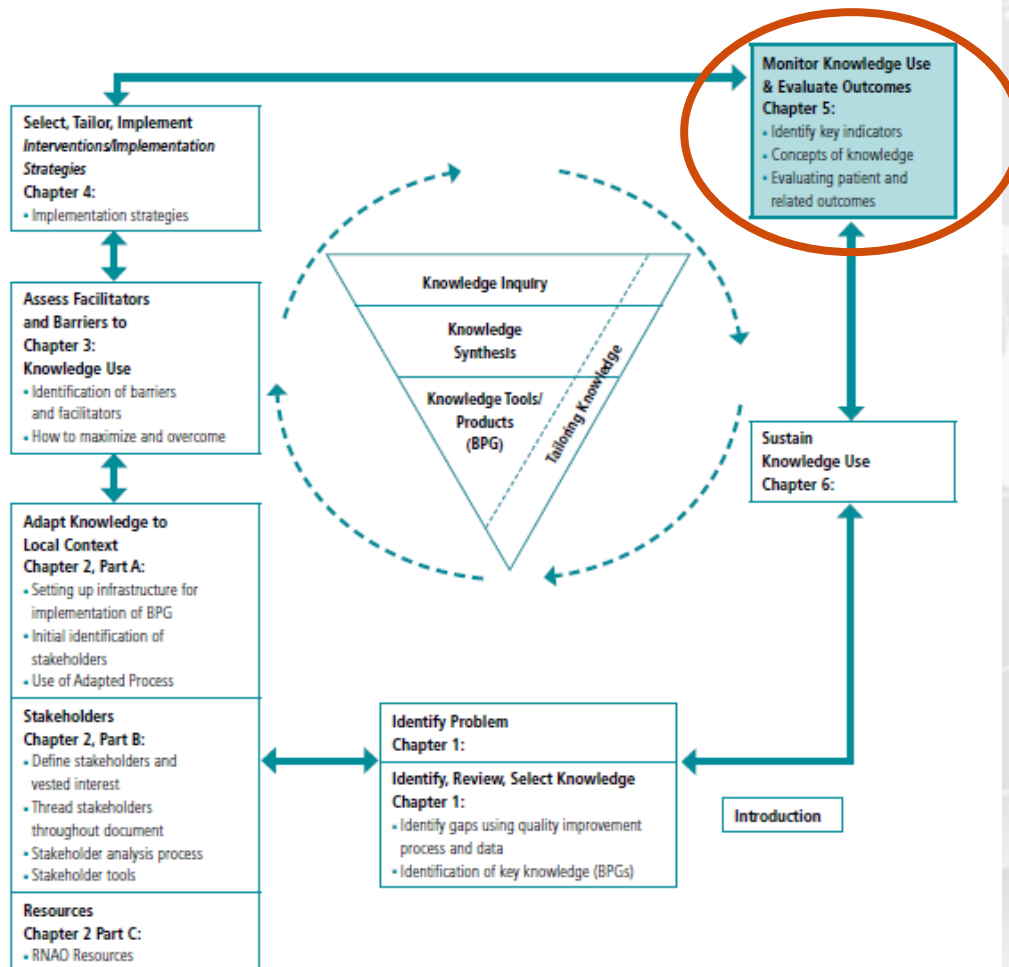 Monitor Knowledge Use
& Evaluate Outcomes
Chapter 5:
• Identify key indicators
• Concepts of knowledge
• Evaluating patient and
related outcomes
Select, Tailor, Implement
Interventions/Implementation
Strategies
Chapter 4:
• Implementation strategies
Assess Facilitators
and Barriers to
Chapter 3:
Knowledge Use
• Identification of barriers
and facilitators
• How to maximize and overcome
Adapt Knowledge to
Local Context
Chapter 2, Part A:
• Setting up infrastructure for
implementation of BPG
• Initial identification of
stakeholders
• Use of Adapted Process
Stakeholders
Chapter 2, Part B:
• Define stakeholders and
vested interest
• Thread stakeholders
throughout document
• Stakeholder analysis process
• Stakeholder tools
Resources
Chapter 2 Part C:
• RNAO Resources
Knowledge Inquiry
Knowledge
Synthesis
Knowledge Tools/
Products
(BPG)
Tailoring Knowledge
Sustain
Knowledge Use
Chapter 6:
Identify Problem
Chapter 1:
Identify, Review, Select Knowledge
Chapter 1:
• Identify gaps using quality improvement
process and data
• Identification of key knowledge (BPGs)
Introduction